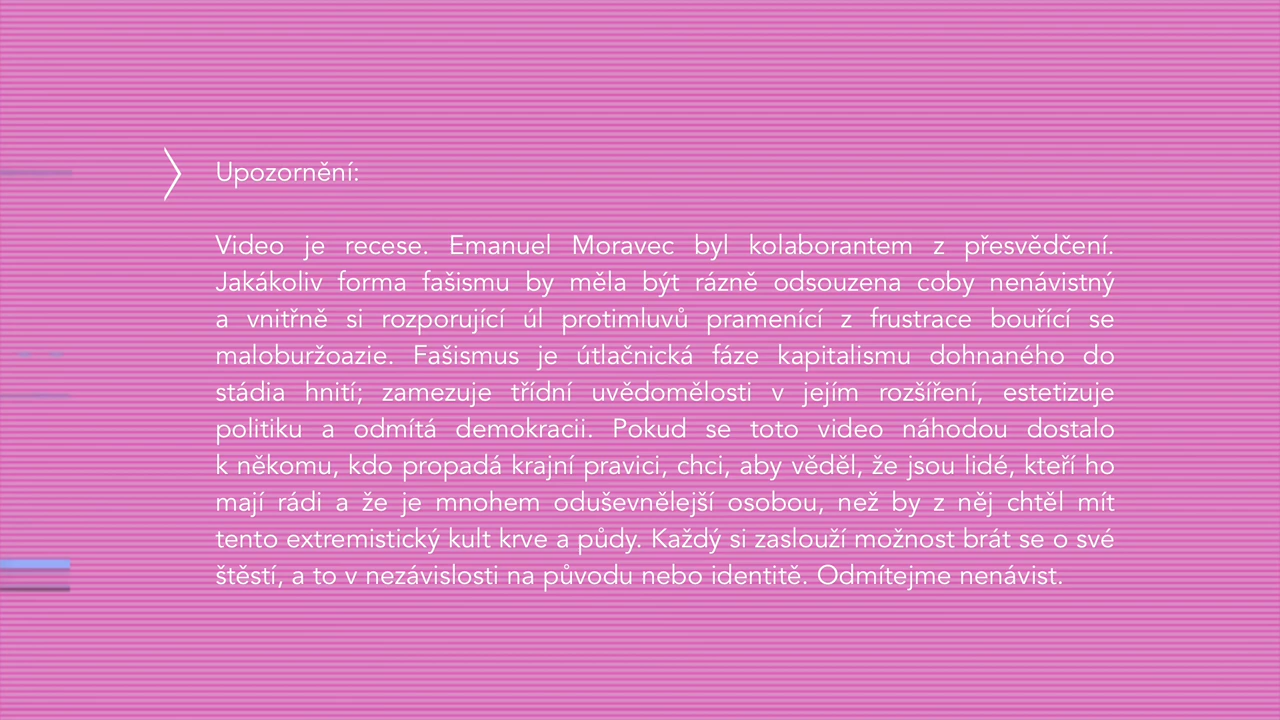 Upozornění:
Video je recese. Emanuel Moravec byl kolaborantem z přesvědčení.
Jakákoliv forma fašismu by měla být rázně odsouzena coby nenávistný
a vnitřně si rozporující úl protimluvů pramenící z frustrace bouřící se
maloburžoazie. Fašismus je útlačnická fáze kapitalismu dohnaného do
stádia hnití; zamezuje třídní uvědomělosti v jejím rozšíření, estetizuje
politiku a odmítá demokracii. Pokud se toto video náhodou dostalo
k někomu, kdo propadá krajní pravici, chci, aby věděl, že jsou lidé, kteří ho
mají rádi a že je mnohem oduševnělejší osobou, než by z něj chtěl mít
tento extremistický kult krve a půdy. Každý si zaslouží možnost brát se o své
štěstí, a to v nezávislosti na původu nebo identitě. Odmítejme nenávist.